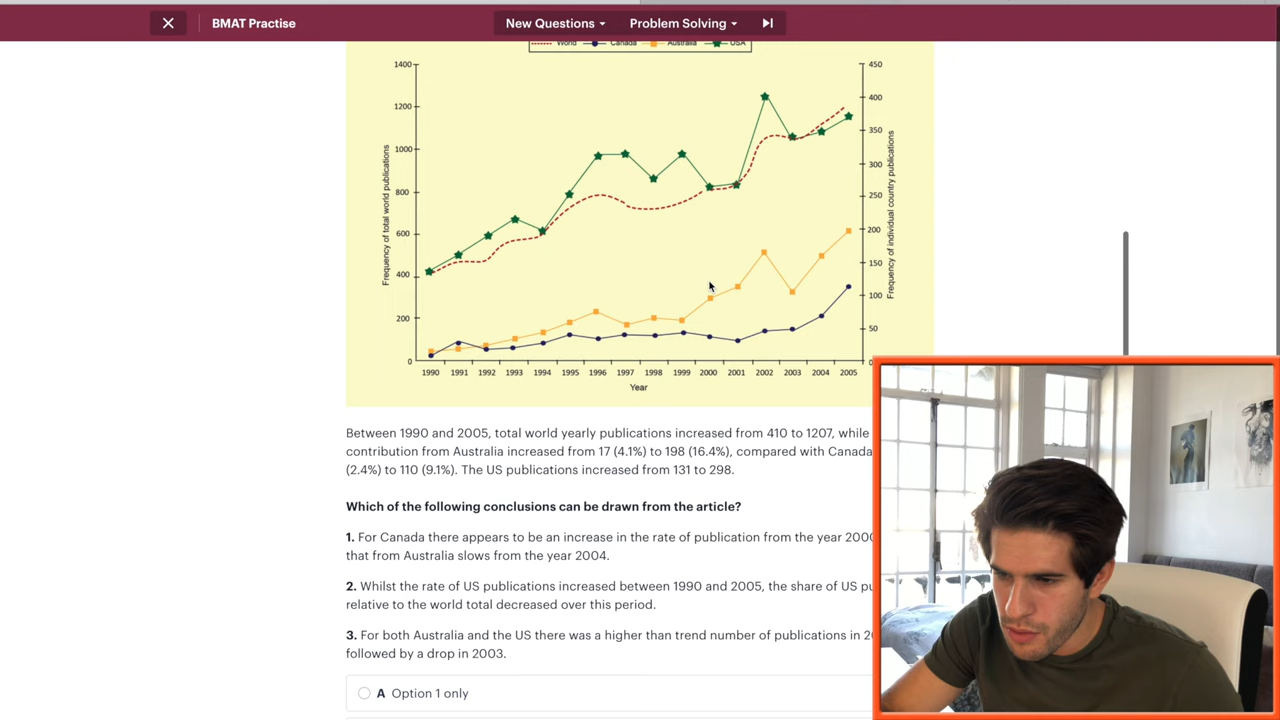 BMAT Practise
New Questions
Problem Solving
World Canada Australia USA
1400
1200
1000
800
600
400
200
0
Frequency of total world publications
450
400
350
300
250
200
150
100
50
0
Frequency of individual country publications
1990 1991 1992 1993 1994 1995 1996 1997 1998 1999 2000 2001 2002 2003 2004 2005
Year
Between 1990 and 2005, total world yearly publications increased from 410 to 1207, while
contribution from Australia increased from 17 (4.1%) to 198 (16.4%), compared with Canada
(2.4%) to 110 (9.1%). The US publications increased from 131 to 298.
Which of the following conclusions can be drawn from the article?
1. For Canada there appears to be an increase in the rate of publication from the year
that from Australia slows from the year 2004.
2. Whilst the rate of US publications increased between 1990 and 2005, the share of US
relative to the world total decreased over this period.
3. For both Australia and the US there was a higher than trend number of publications in
followed by a drop in 2003.
A Option 1 only